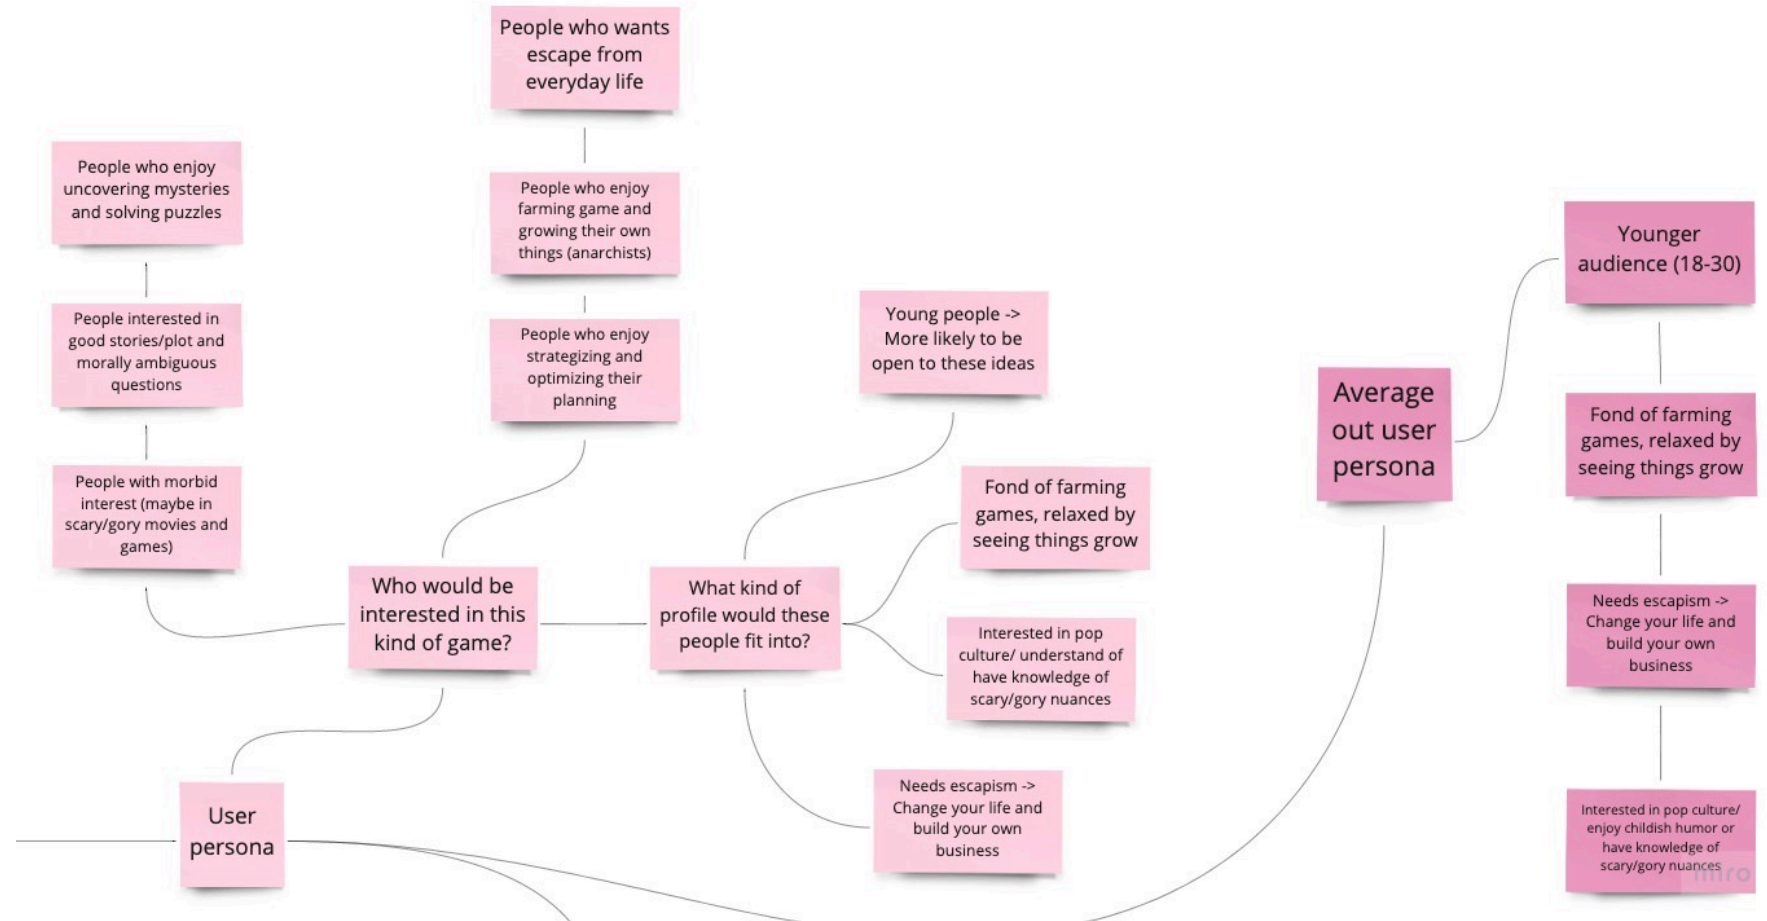 People who wants
escape from
everyday life
People who enjoy
uncovering mysteries
and solving puzzles
People who enjoy
farming game and
growing their own
things (anarchists)
Younger
audience (18-30)
People interested in
good stories/plot and
morally ambiguous
questions
People who enjoy
strategizing and
optimizing their
planning
Young people ->
More likely to be
open to these ideas
Average
out user
persona
Fond of farming
games, relaxed by
seeing things grow
People with morbid
interest (maybe in
scary/gory movies and
games)
Fond of farming
games, relaxed by
seeing things grow
Who would be
interested in this
kind of game?
What kind of
profile would these
people fit into?
Interested in pop
culture/ understand of
have knowledge of
scary/gory nuances
Needs escapism ->
Change your life and
build your own
business
User
persona
Needs escapism ->
Change your life and
build your own
business
Interested in pop culture/
enjoy childish humor or
have knowledge of
scary/gory nuances
miro